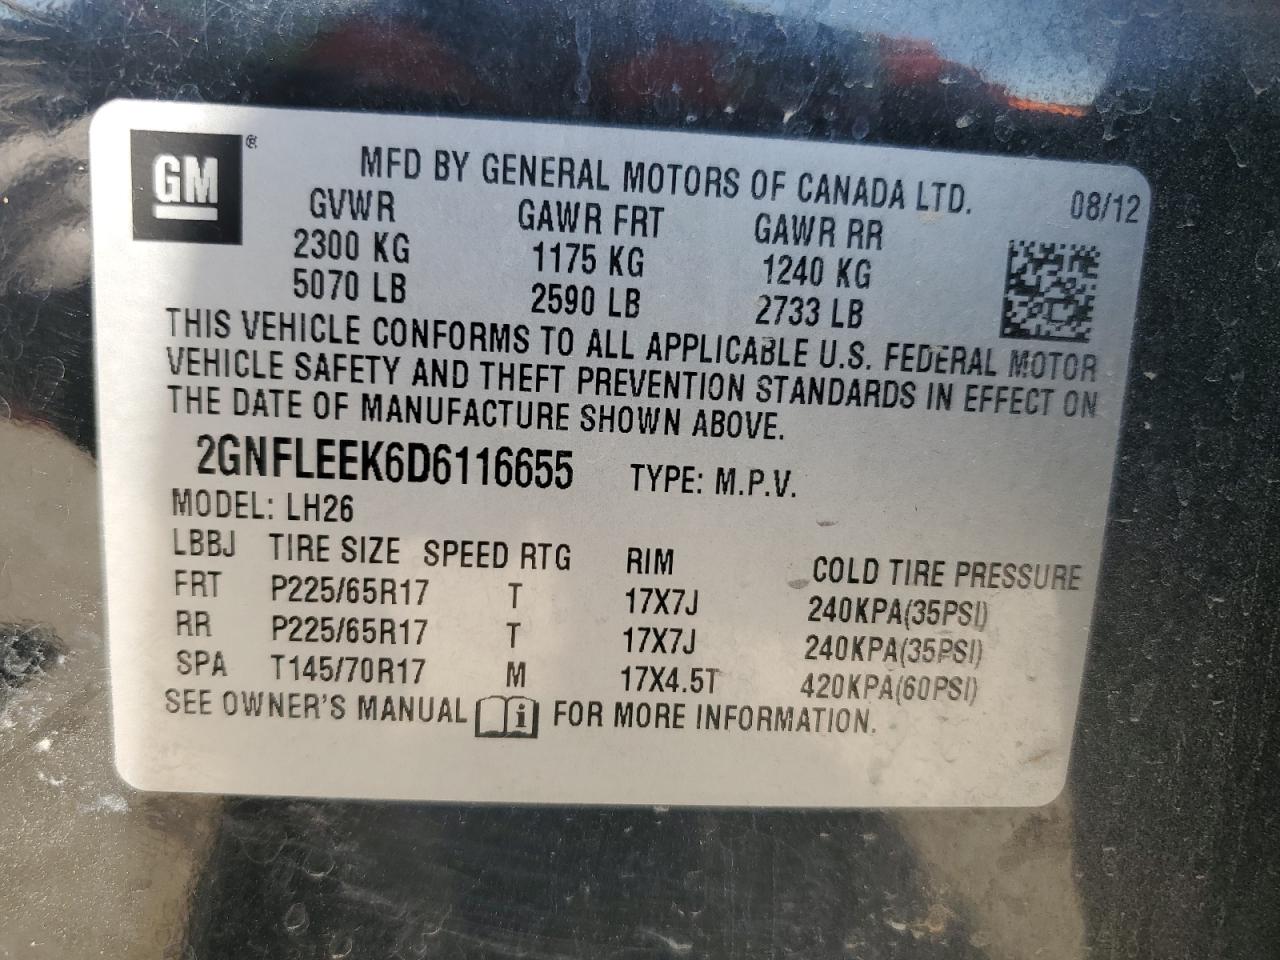 GM®
MFD BY GENERAL MOTORS OF CANADA LTD. 08/12
GVWR GAWR FRT GAWR RR
2300 KG 1175 KG 1240 KG
5070 LB 2590 LB 2733 LB
THIS VEHICLE CONFORMS TO ALL APPLICABLE U.S. FEDERAL MOTOR
VEHICLE SAFETY AND THEFT PREVENTION STANDARDS IN EFFECT ON
THE DATE OF MANUFACTURE SHOWN ABOVE.
2GNFLEEK6D6116655 TYPE: M.P.V.
MODEL: LH26
LBBJ TIRE SIZE SPEED RTG RIM COLD TIRE PRESSURE
FRT P225/65R17 T 17X7J 240KPA(35PSI)
RR P225/65R17 T 17X7J 240KPA(35PSI)
SPA T145/70R17 M 17X4.5T 420KPA(60PSI)
SEE OWNER'S MANUAL i FOR MORE INFORMATION.